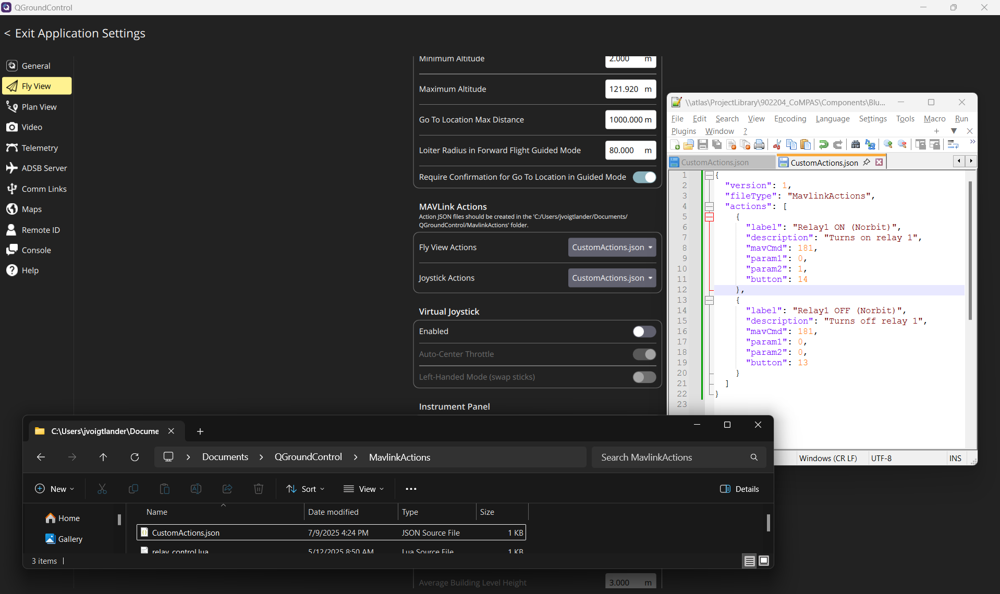 QGroundControl
< Exit Application Settings
General
Fly View
Plan View
Video
Telemetry
ADSB Server
Comm Links
Maps
Remote ID
Console
Help
Minimum Altitude 2.000 m
Maximum Altitude 121.920 m
Go To Location Max Distance 1000.000 m
Loiter Radius in Forward Flight Guided Mode 80.000 m
Require Confirmation for Go To Location in Guided Mode
MAVLink Actions
Action JSON files should be created in the 'C:/Users/jvoigtlander/Documents/
QGroundControl/MavlinkActions' folder.
Fly View Actions CustomActions.json
Joystick Actions CustomActions.json
Virtual Joystick
Enabled
Auto-Center Throttle
Left-Handed Mode (swap sticks)
Instrument Panel
Average Building Level Height 3.000 m
\\atlas\ProjectLibrary\902204_CoMPAS\Components\Blu...
File Edit Search View Encoding Language Settings Tools Macro Run
Plugins Window ?
CustomActions.json CustomActions.json
1 {
2 "version": 1,
3 "fileType": "MavlinkActions",
4 "actions": [
5 {
6 "label": "Relay1 ON (Norbit)",
7 "description": "Turns on relay 1",
8 "mavCmd": 181,
9 "param1": 0,
10 "param2": 1,
11 "button": 14
12 },
13 {
14 "label": "Relay1 OFF (Norbit)",
15 "description": "Turns off relay 1",
16 "mavCmd": 181,
17 "param1": 0,
18 "param2": 0,
19 "button": 13
20 }
21 ]
22 }
23
Windows (CR LF) UTF-8 INS
C:\Users\jvoigtlander\Docume
Documents > QGroundControl > MavlinkActions
Search MavlinkActions
New Sort View ... Details
Home
Gallery
Name Date modified Type Size
CustomActions.json 7/9/2025 4:24 PM JSON Source File 1 KB
relay_control.lua 5/12/2025 8:50 AM Lua Source File 1 KB
3 items